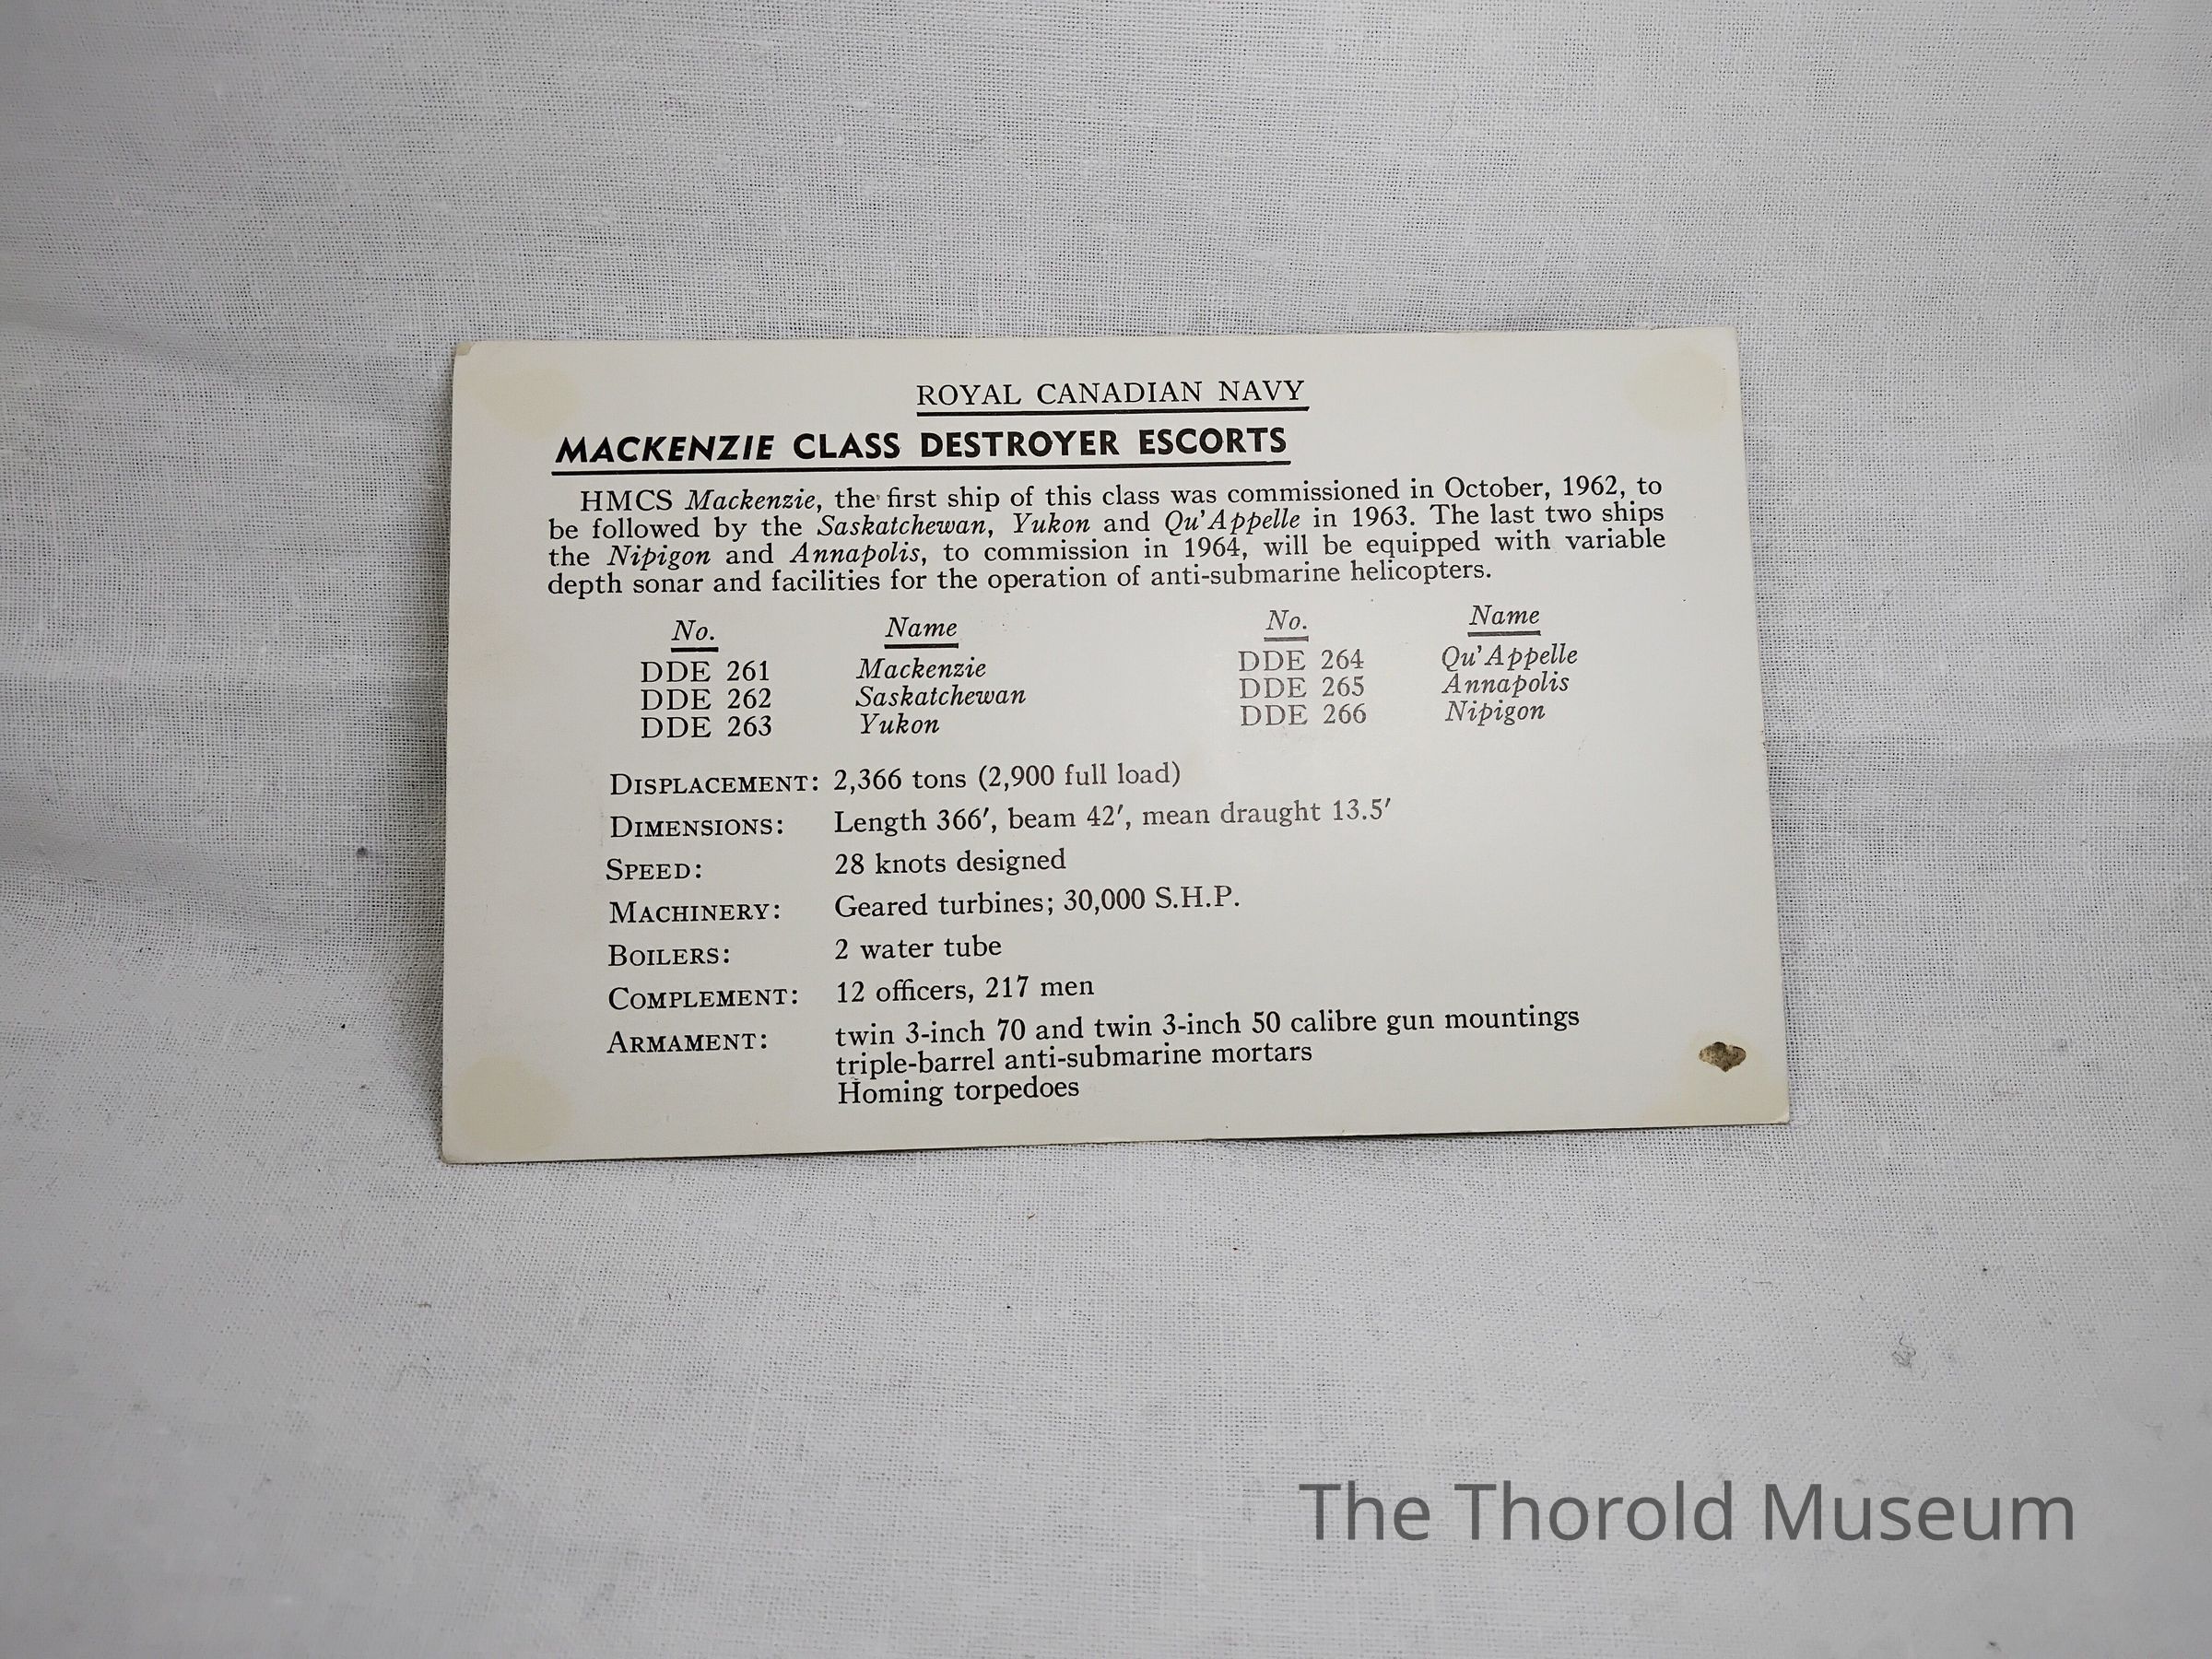 ROYAL CANADIAN NAVY
MACKENZIE CLASS DESTROYER ESCORTS
HMCS Mackenzie, the first ship of this class was commissioned in October, 1962, to
be followed by the Saskatchewan, Yukon and Qu'Appelle in 1963. The last two ships
the Nipigon and Annapolis, to commission in 1964, will be equipped with variable
depth sonar and facilities for the operation of anti-submarine helicopters.
No. Name No. Name
DDE 261 Mackenzie DDE 264 Qu'Appelle
DDE 262 Saskatchewan DDE 265 Annapolis
DDE 263 Yukon DDE 266 Nipigon
DISPLACEMENT: 2,366 tons (2,900 full load)
DIMENSIONS: Length 366′, beam 42′, mean draught 13.5′
SPEED: 28 knots designed
MACHINERY: Geared turbines; 30,000 S.H.P.
BOILERS: 2 water tube
COMPLEMENT: 12 officers, 217 men
ARMAMENT: twin 3-inch 70 and twin 3-inch 50 calibre gun mountings
triple-barrel anti-submarine mortars
Homing torpedoes
The Thorold Museum